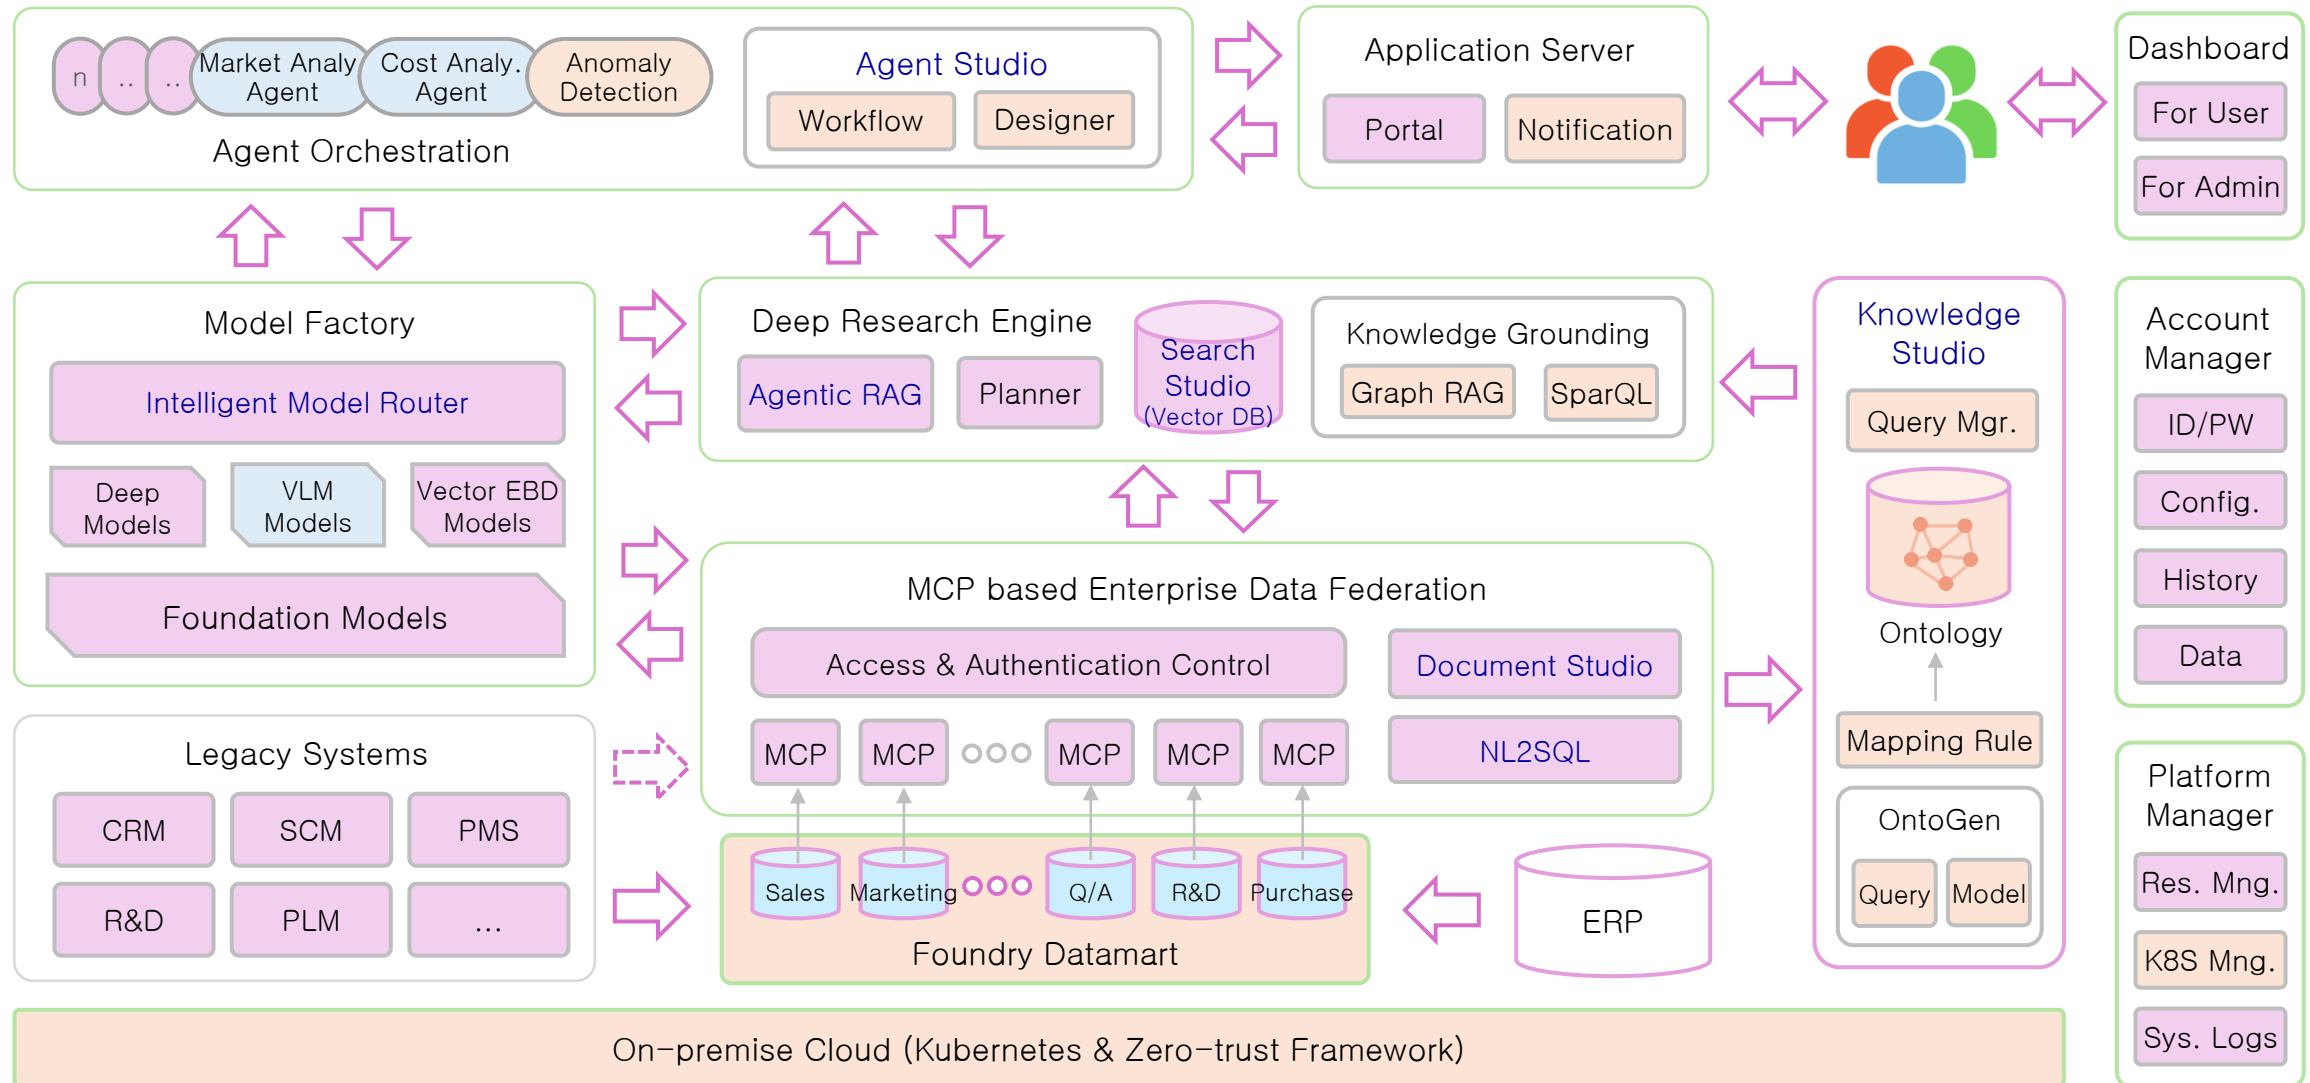 n
..
..
Market Analy
Agent
Cost Analy.
Agent
Anomaly
Detection
Agent Orchestration
Agent Studio
Workflow
Designer
Application Server
Portal
Notification
Dashboard
For User
For Admin
Model Factory
Intelligent Model Router
Deep
Models
VLM
Models
Vector EBD
Models
Foundation Models
Deep Research Engine
Agentic RAG
Planner
Search
Studio
(Vector DB)
Knowledge Grounding
Graph RAG
SparQL
Knowledge
Studio
Query Mgr.
Ontology
Mapping Rule
OntoGen
Query
Model
Account
Manager
ID/PW
Config.
History
Data
MCP based Enterprise Data Federation
Access & Authentication Control
Document Studio
MCP
MCP
MCP
MCP
MCP
NL2SQL
Legacy Systems
CRM
SCM
PMS
R&D
PLM
...
Sales
Marketing
Q/A
R&D
Purchase
Foundry Datamart
ERP
Platform
Manager
Res. Mng.
K8S Mng.
Sys. Logs
On-premise Cloud (Kubernetes & Zero-trust Framework)